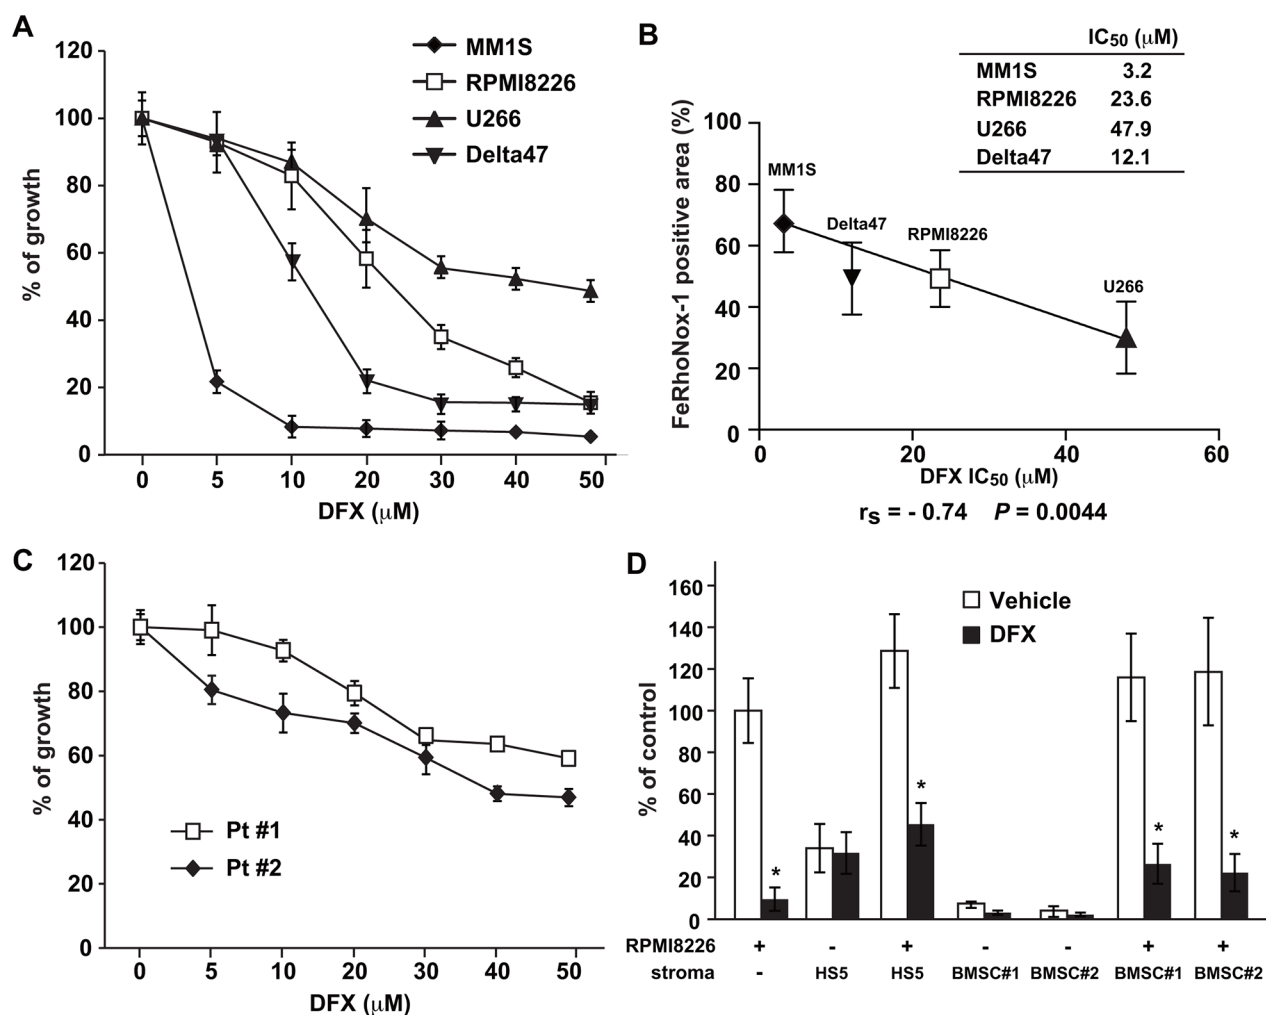 A
120
100
80
60
40
20
0
% of growth
0 5 10 20 30 40 50
DFX (μM)
MM1S
RPMI8226
U266
Delta47
B
IC50 (μM)
MM1S 3.2
RPMI8226 23.6
U266 47.9
Delta47 12.1
100
80
60
40
20
0
FeRhoNox-1 positive area (%)
MM1S
Delta47
RPMI8226
U266
0 20 40 60
DFX IC50 (μM)
rs = - 0.74 P = 0.0044
C
120
100
80
60
40
20
0
% of growth
Pt #1
Pt #2
0 5 10 20 30 40 50
DFX (μM)
D
160
140
120
100
80
60
40
20
0
% of control
Vehicle
DFX
* * * *
RPMI8226 + - + - - + +
stroma - HS5 HS5 BMSC#1 BMSC#2 BMSC#1 BMSC#2